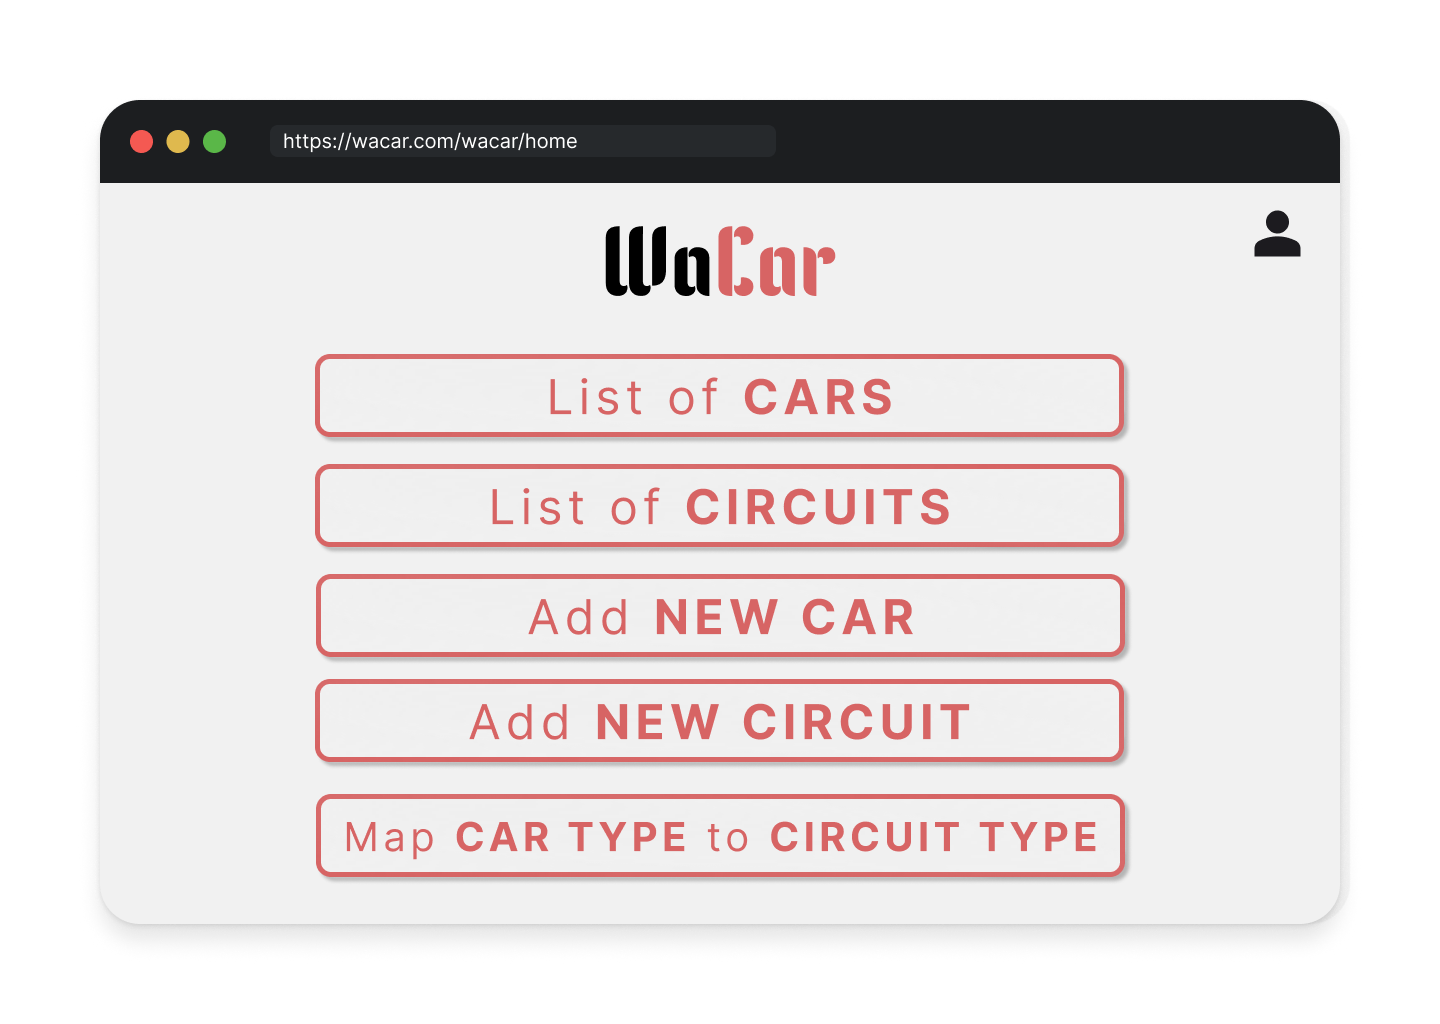 https://wacar.com/wacar/home
WaCar
List of CARS
List of CIRCUITS
Add NEW CAR
Add NEW CIRCUIT
Map CAR TYPE to CIRCUIT TYPE